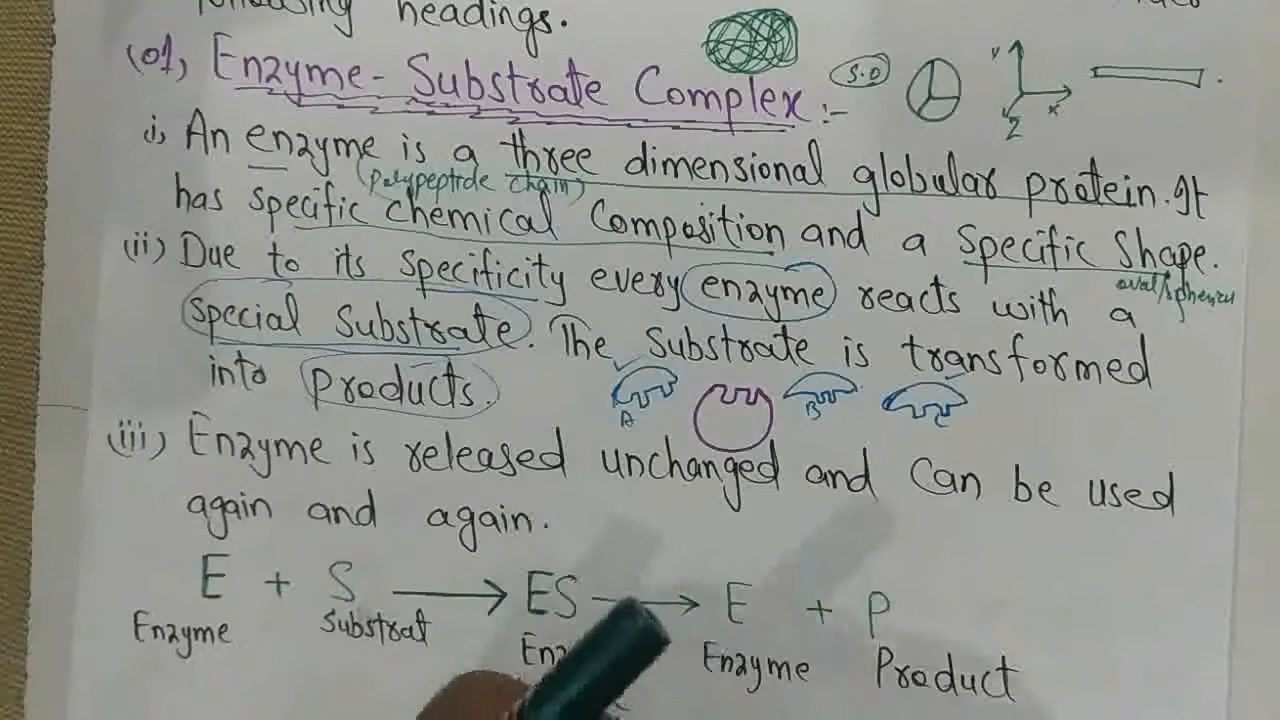 following headings.
(01) Enzyme-Substrate Complex :-
3.D
Y
X
Z
i) An enzyme is a three dimensional globular protein. It
(Polypeptide chain)
has specific chemical Composition and a Specific Shape.
(ii) Due to its Specificity every enzyme reacts with a
Special Substrate. The Substrate is transformed
into Products.
A
B
C
(iii) Enzyme is released unchanged and Can be used
again and again.
E + S → ES → E + P
Enzyme Substrat Enzyme Product